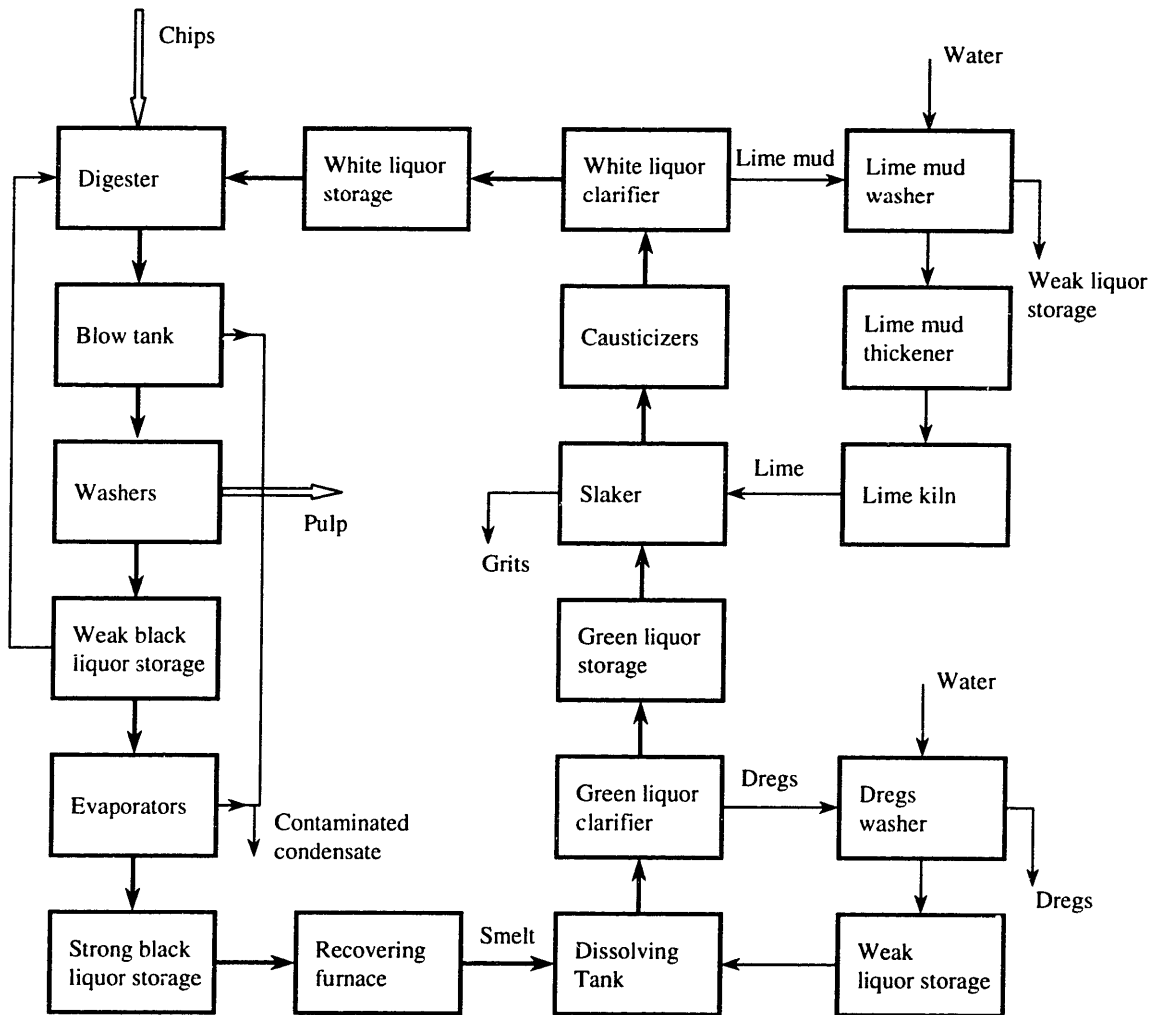 Chips
Water
Digester
White liquor
storage
White liquor
clarifier
Lime mud
Lime mud
washer
Weak liquor
storage
Blow tank
Causticizers
Lime mud
thickener
Washers
Pulp
Slaker
Lime
Lime kiln
Grits
Weak black
liquor storage
Green liquor
storage
Water
Evaporators
Contaminated
condensate
Green liquor
clarifier
Dregs
Dregs
washer
Dregs
Strong black
liquor storage
Recovering
furnace
Smelt
Dissolving
Tank
Weak
liquor storage